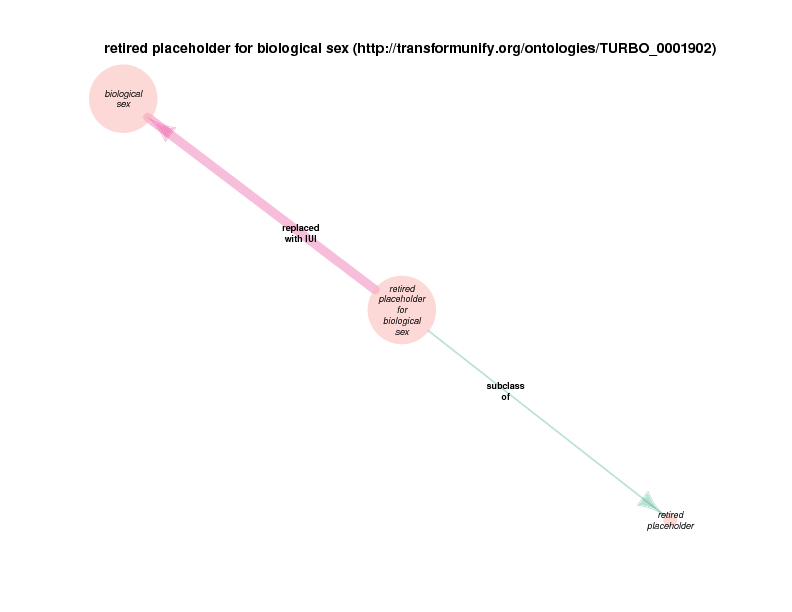 retired placeholder for biological sex (http://transformunify.org/ontologies/TURBO_0001902)
biological
sex
replaced
with IUI
retired
placeholder
for
biological
sex
subclass
of
retired
placeholder